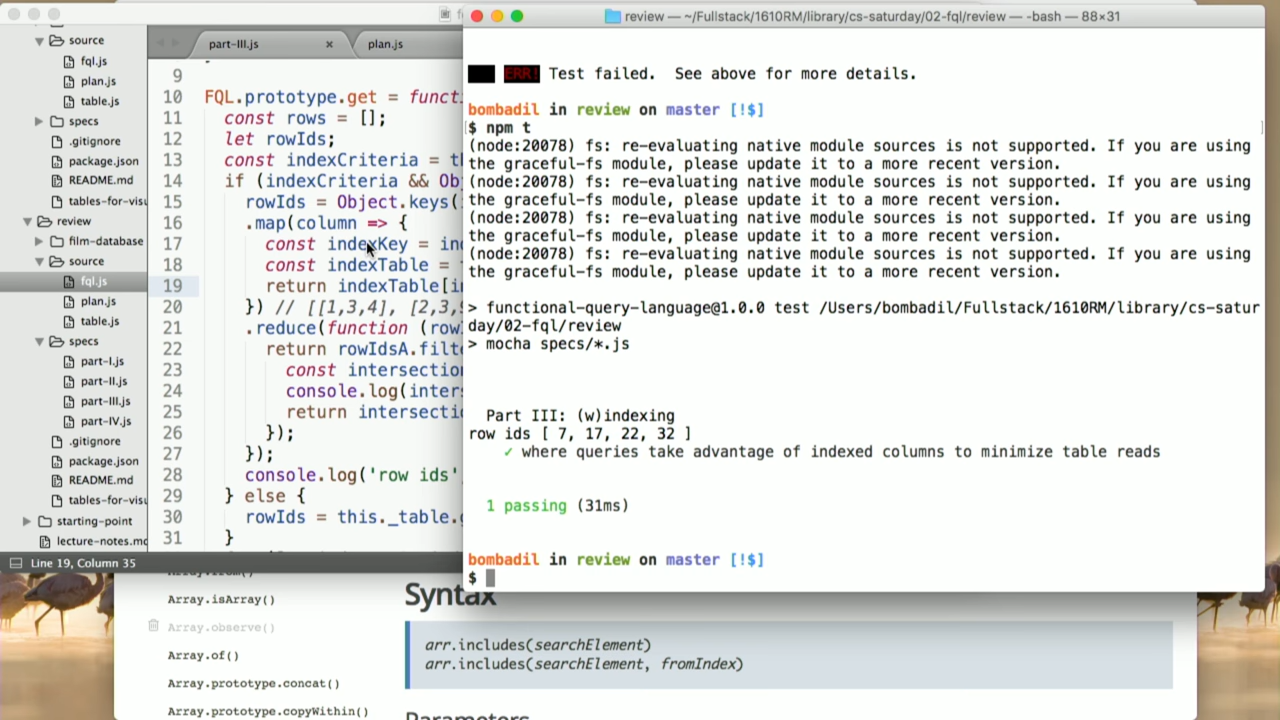 source
fql.js
plan.js
table.js
specs
.gitignore
package.json
README.md
tables-for-visu
review
film-database
source
fql.js
plan.js
table.js
specs
part-I.js
part-II.js
part-III.js
part-IV.js
.gitignore
package.json
README.md
tables-for-visu
starting-point
lecture-notes.md
Line 19, Column 35
part-III.js × plan.js
9
10 FQL.prototype.get = functi
11 const rows = [];
12 let rowIds;
13 const indexCriteria = th
14 if (indexCriteria && Obj
15 rowIds = Object.keys(i
16 .map(column => {
17 const indexKey = ind
18 const indexTable = t
19 return indexTable[in
20 }) // [[1,3,4], [2,3,9
21 .reduce(function (row
22 return rowIdsA.filte
23 const intersection
24 console.log(inters
25 return intersectio
26 });
27 });
28 console.log('row ids',
29 } else {
30 rowIds = this._table.g
31 }
review — ~/Fullstack/1610RM/library/cs-saturday/02-fql/review — -bash — 88×31
ERR! Test failed.  See above for more details.
bombadil in review on master [!$]
$ npm t
(node:20078) fs: re-evaluating native module sources is not supported. If you are using
the graceful-fs module, please update it to a more recent version.
(node:20078) fs: re-evaluating native module sources is not supported. If you are using
the graceful-fs module, please update it to a more recent version.
(node:20078) fs: re-evaluating native module sources is not supported. If you are using
the graceful-fs module, please update it to a more recent version.
(node:20078) fs: re-evaluating native module sources is not supported. If you are using
the graceful-fs module, please update it to a more recent version.
> functional-query-language@1.0.0 test /Users/bombadil/Fullstack/1610RM/library/cs-satur
day/02-fql/review
> mocha specs/*.js
Part III: (w)indexing
row ids [ 7, 17, 22, 32 ]
✓ where queries take advantage of indexed columns to minimize table reads
1 passing (31ms)
bombadil in review on master [!$]
$
Array.from()
Array.isArray()
Array.observe()
Array.of()
Array.prototype.concat()
Array.prototype.copyWithin()
Syntax
arr.includes(searchElement)
arr.includes(searchElement, fromIndex)
Parameters